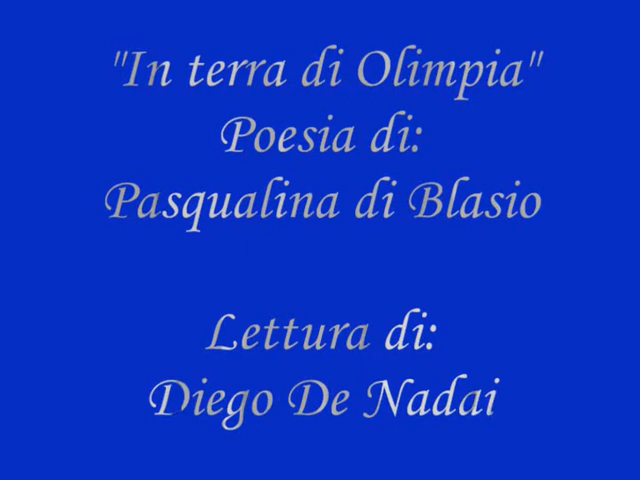 "In terra di Olimpia"
Poesia di:
Pasqualina di Blasio
Lettura di:
Diego De Nadai